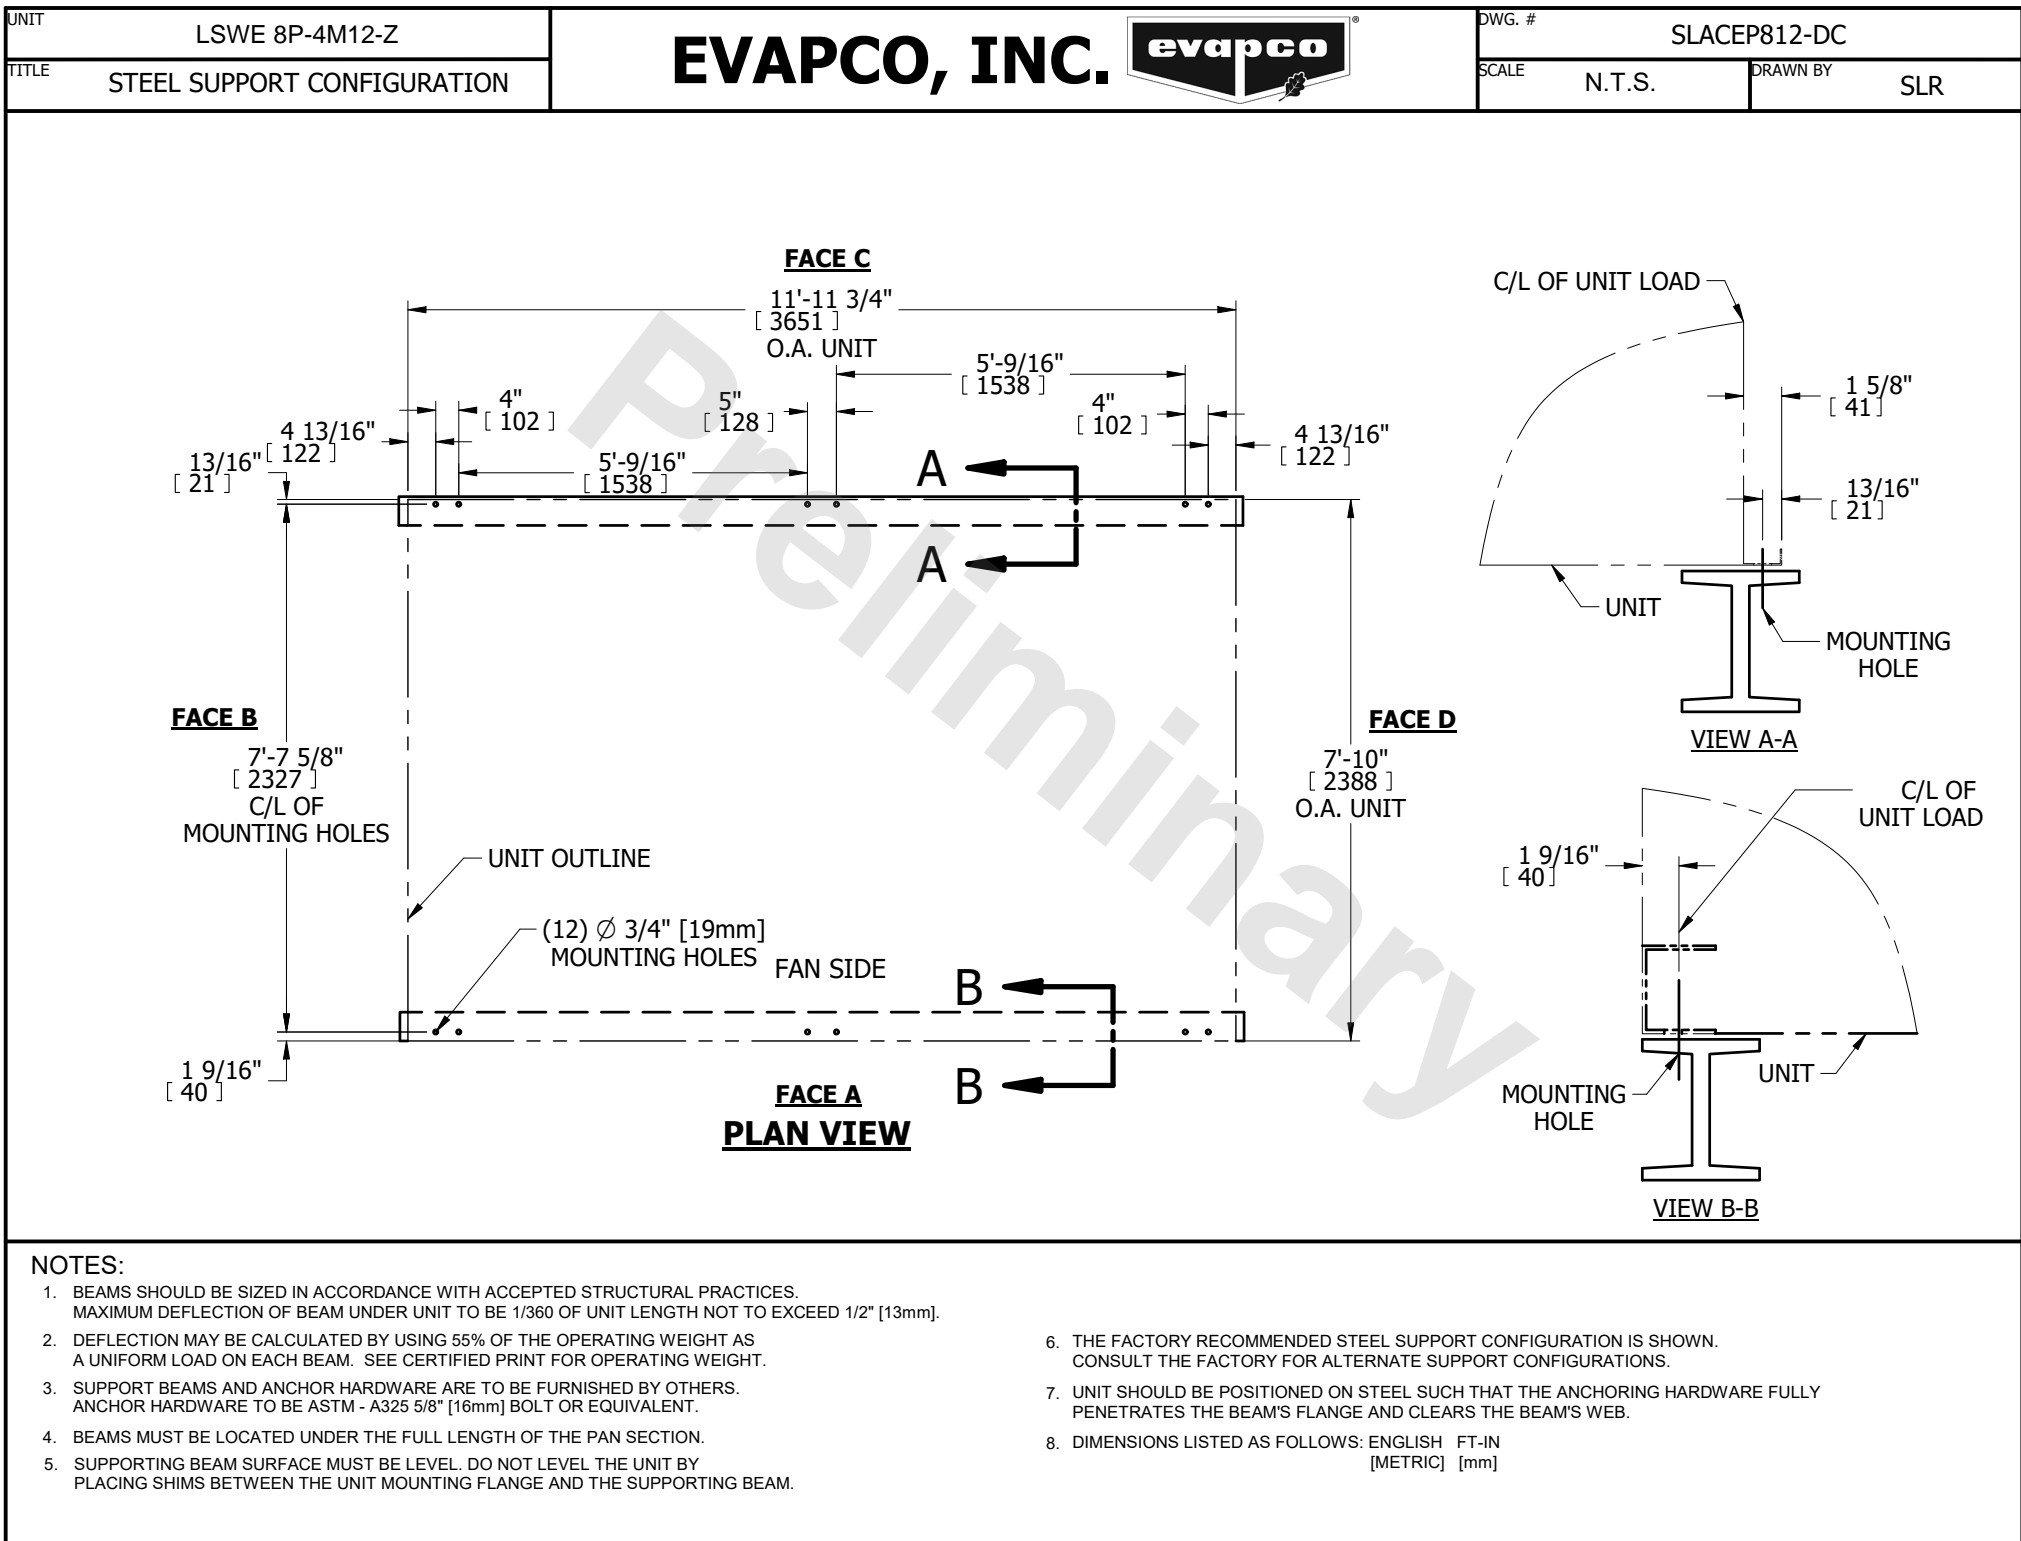 UNIT
LSWE 8P-4M12-Z
TITLE
STEEL SUPPORT CONFIGURATION
EVAPCO, INC.
evapco
®
DWG. #
SLACEP812-DC
SCALE
N.T.S.
DRAWN BY
SLR
FACE C
11'-11 3/4"
[ 3651 ]
O.A. UNIT
5'-9/16"
[ 1538 ]
4"
[ 102 ]
5"
[ 128 ]
4"
[ 102 ]
4 13/16"
[ 122 ]
4 13/16"
[ 122 ]
13/16"
[ 21 ]
5'-9/16"
[ 1538 ]
A
A
FACE B
7'-7 5/8"
[ 2327 ]
C/L OF
MOUNTING HOLES
FACE D
7'-10"
[ 2388 ]
O.A. UNIT
UNIT OUTLINE
(12) Ø 3/4" [19mm]
MOUNTING HOLES
FAN SIDE
B
B
1 9/16"
[ 40 ]
FACE A
PLAN VIEW
Preliminary
C/L OF UNIT LOAD
1 5/8"
[ 41 ]
13/16"
[ 21 ]
UNIT
MOUNTING
HOLE
VIEW A-A
C/L OF
UNIT LOAD
1 9/16"
[ 40 ]
UNIT
MOUNTING
HOLE
VIEW B-B
NOTES:
1. BEAMS SHOULD BE SIZED IN ACCORDANCE WITH ACCEPTED STRUCTURAL PRACTICES.
MAXIMUM DEFLECTION OF BEAM UNDER UNIT TO BE 1/360 OF UNIT LENGTH NOT TO EXCEED 1/2" [13mm].
2. DEFLECTION MAY BE CALCULATED BY USING 55% OF THE OPERATING WEIGHT AS
A UNIFORM LOAD ON EACH BEAM. SEE CERTIFIED PRINT FOR OPERATING WEIGHT.
3. SUPPORT BEAMS AND ANCHOR HARDWARE ARE TO BE FURNISHED BY OTHERS.
ANCHOR HARDWARE TO BE ASTM - A325 5/8" [16mm] BOLT OR EQUIVALENT.
4. BEAMS MUST BE LOCATED UNDER THE FULL LENGTH OF THE PAN SECTION.
5. SUPPORTING BEAM SURFACE MUST BE LEVEL. DO NOT LEVEL THE UNIT BY
PLACING SHIMS BETWEEN THE UNIT MOUNTING FLANGE AND THE SUPPORTING BEAM.
6. THE FACTORY RECOMMENDED STEEL SUPPORT CONFIGURATION IS SHOWN.
CONSULT THE FACTORY FOR ALTERNATE SUPPORT CONFIGURATIONS.
7. UNIT SHOULD BE POSITIONED ON STEEL SUCH THAT THE ANCHORING HARDWARE FULLY
PENETRATES THE BEAM'S FLANGE AND CLEARS THE BEAM'S WEB.
8. DIMENSIONS LISTED AS FOLLOWS: ENGLISH FT-IN
[METRIC] [mm]